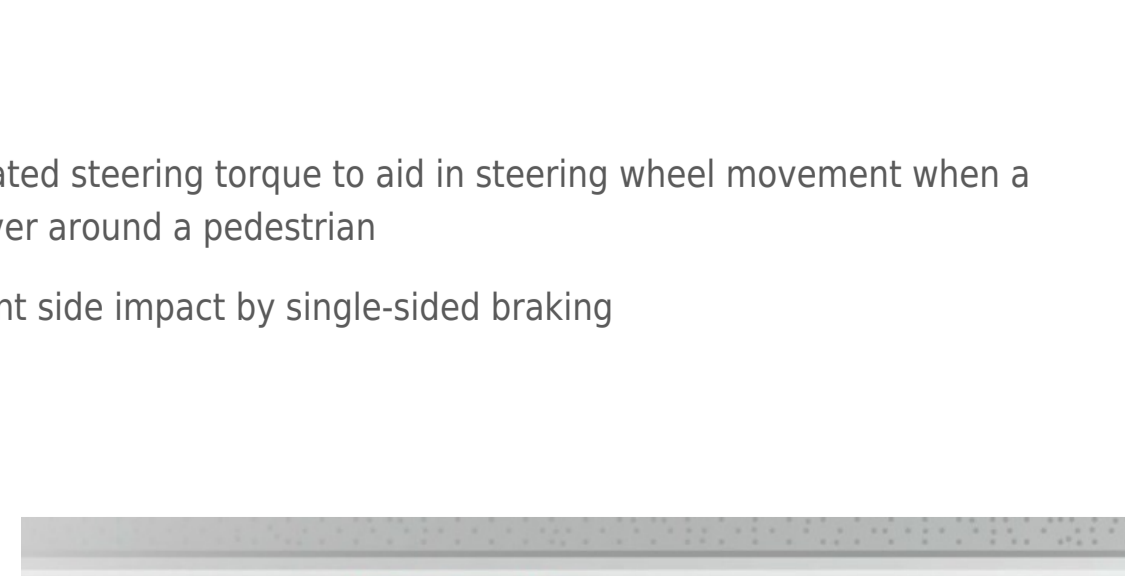 ated steering torque to aid in steering wheel movement when a
ver around a pedestrian
nt side impact by single-sided braking